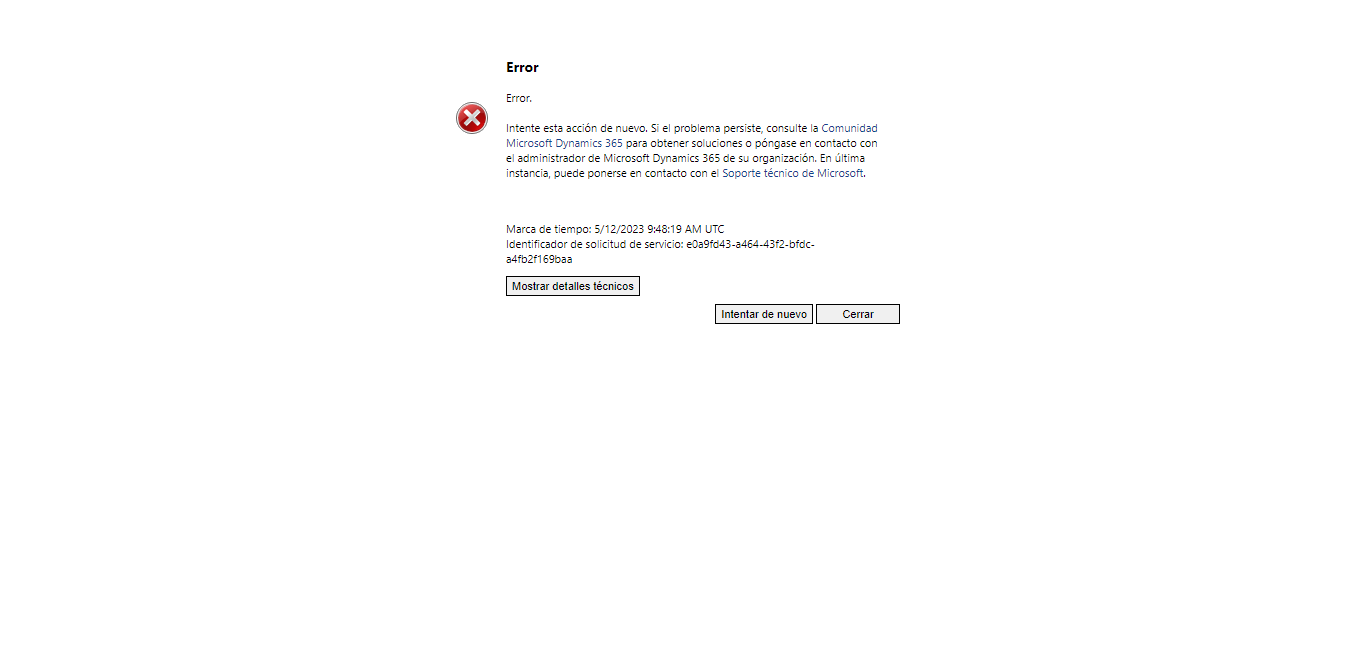 Error
Error.
Intente esta acción de nuevo. Si el problema persiste, consulte la Comunidad
Microsoft Dynamics 365 para obtener soluciones o póngase en contacto con
el administrador de Microsoft Dynamics 365 de su organización. En última
instancia, puede ponerse en contacto con el Soporte técnico de Microsoft.
Marca de tiempo: 5/12/2023 9:48:19 AM UTC
Identificador de solicitud de servicio: e0a9fd43-a464-43f2-bfdc-
a4fb2f169baa
Mostrar detalles técnicos
Intentar de nuevo
Cerrar